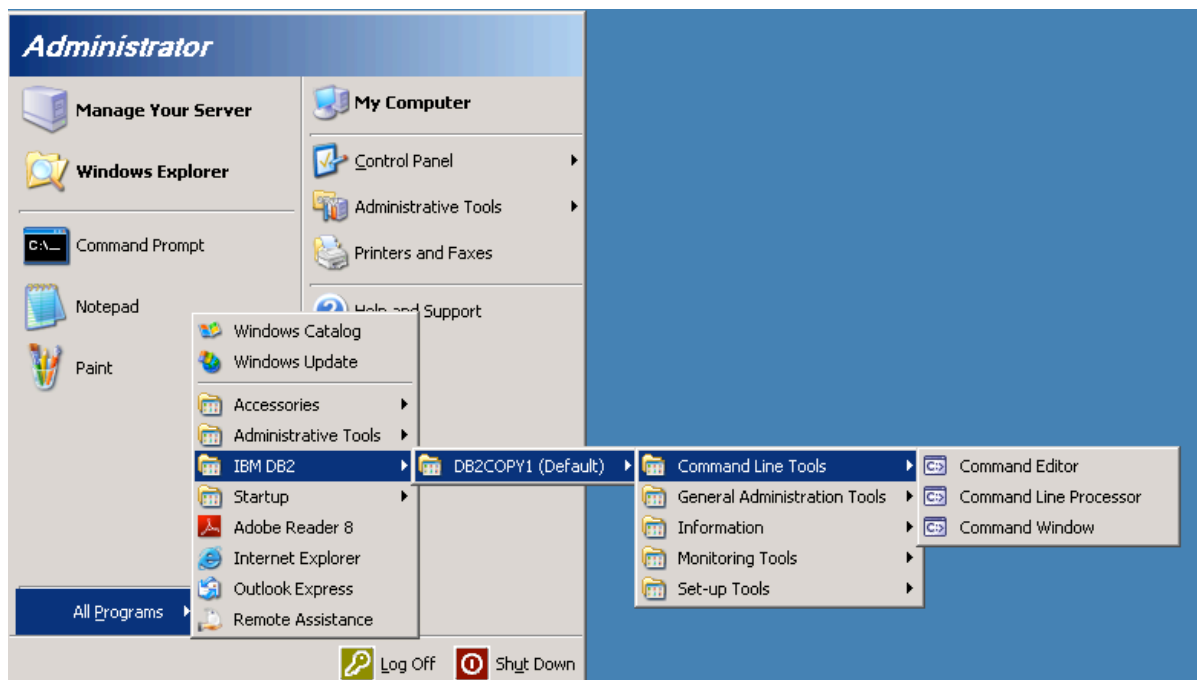 Administrator
Manage Your Server
Windows Explorer
C:\_ Command Prompt
Notepad
Paint
All Programs
My Computer
Control Panel
Administrative Tools
Printers and Faxes
Help and Support
Windows Catalog
Windows Update
Accessories
Administrative Tools
IBM DB2
Startup
Adobe Reader 8
Internet Explorer
Outlook Express
Remote Assistance
DB2COPY1 (Default)
Command Line Tools
General Administration Tools
Information
Monitoring Tools
Set-up Tools
Command Editor
Command Line Processor
Command Window
Log Off
Shut Down